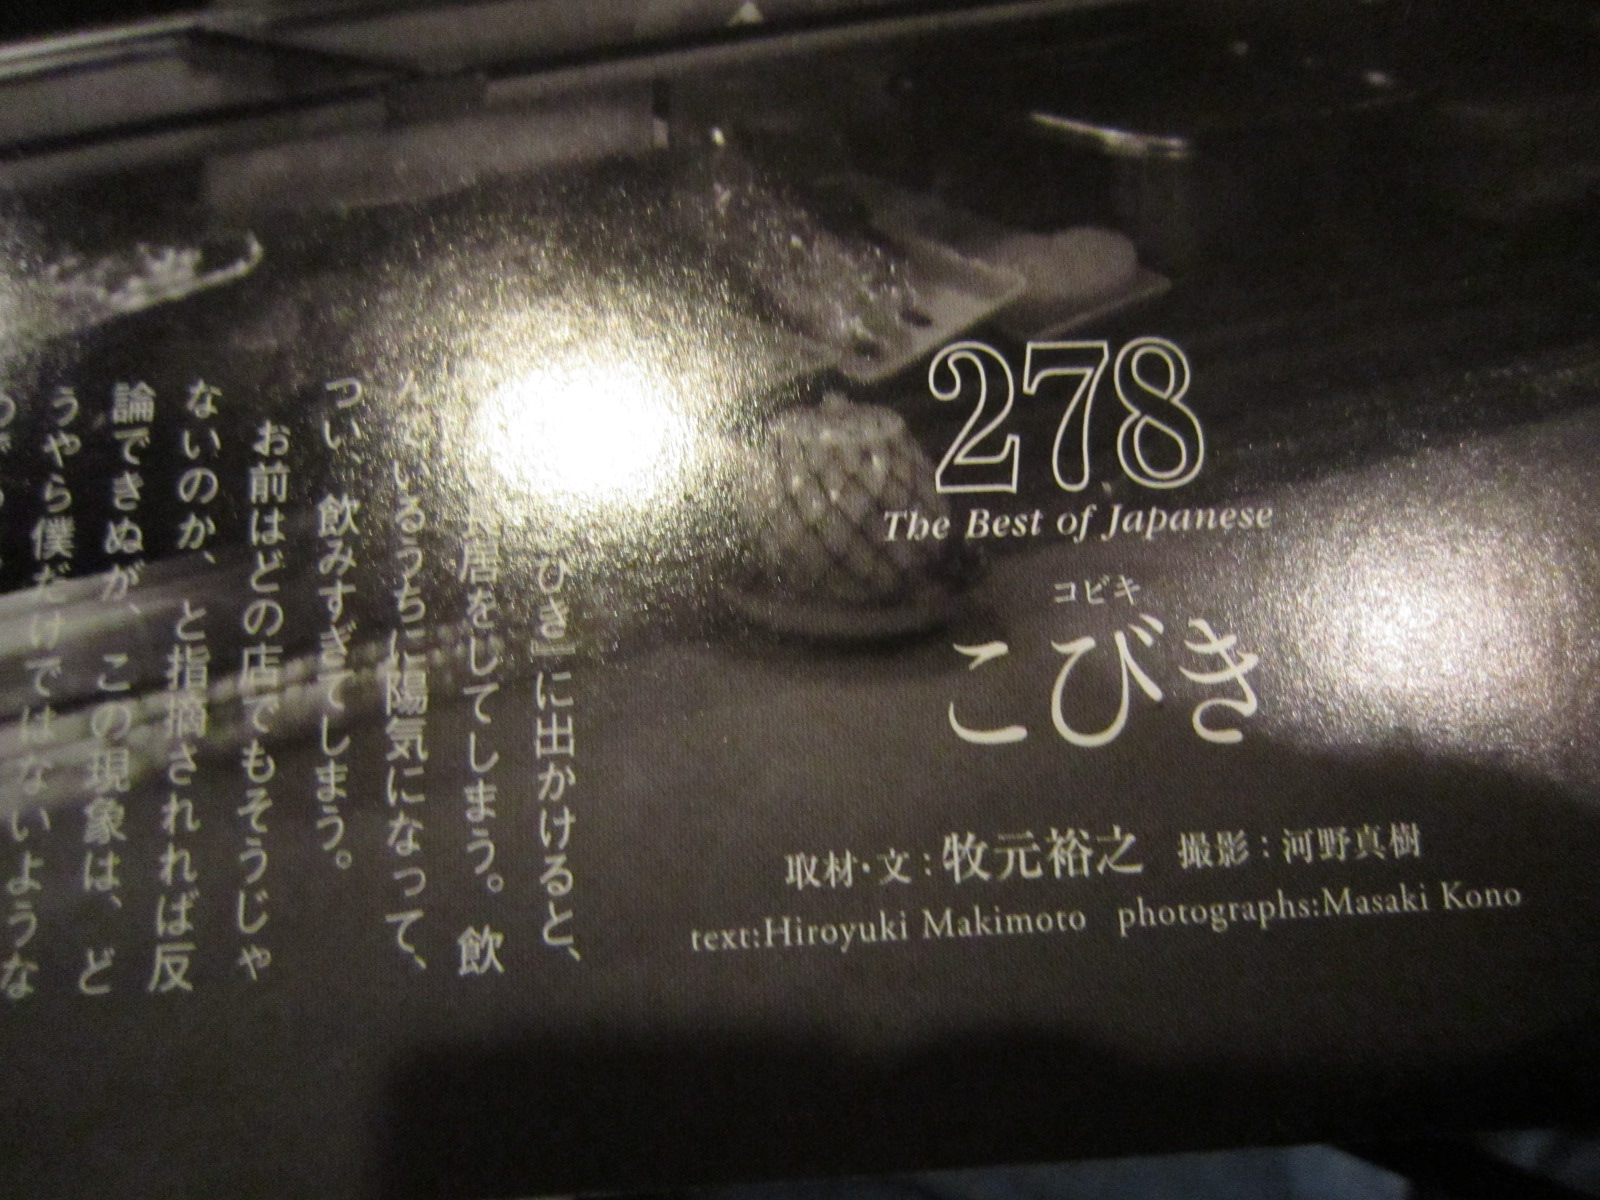 278
The Best of Japanese
コビキ
こびき
取材・文：牧元裕之　撮影：河野真樹
text:Hiroyuki Makimoto photographs:Masaki Kono
びき』に出かけると、
居をしてしまう。飲
んでいるうちに陽気になって、
つい、飲みすぎてしまう。
お前はどの店でもそうじゃ
ないのか、と指摘されれば反
論できぬが、この現象は、ど
うやら僕だけではないような